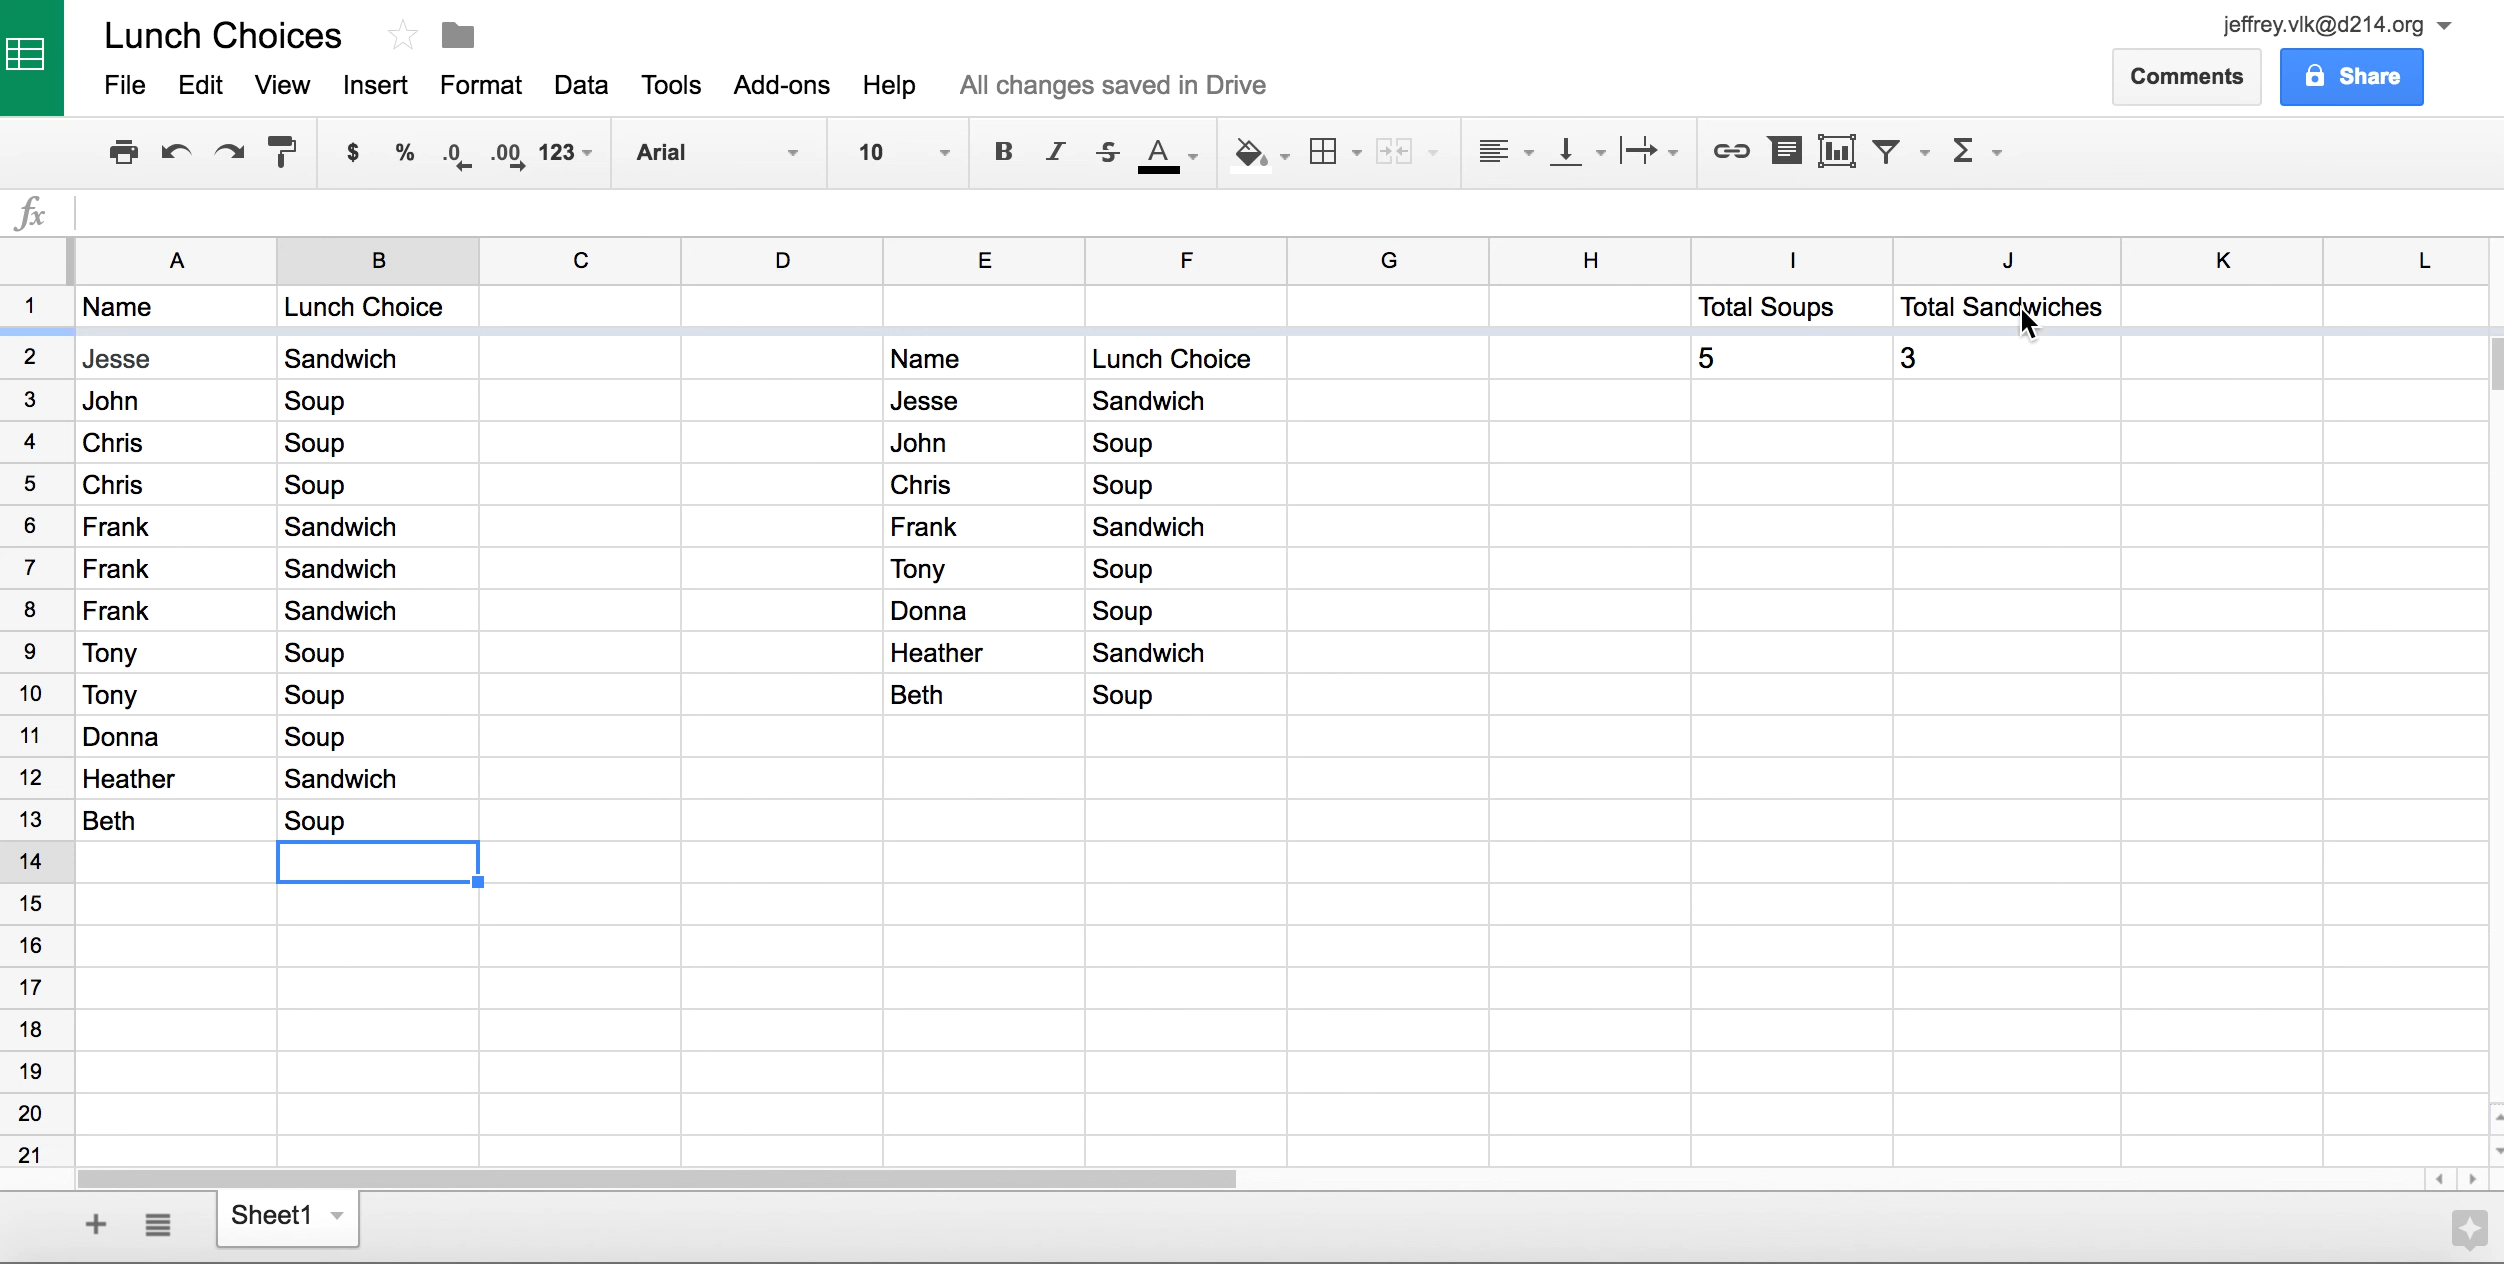 Lunch Choices
jeffrey.vlk@d214.org
File Edit View Insert Format Data Tools Add-ons Help All changes saved in Drive
Comments Share
$ % .0 .00 123 Arial 10 B I S A Σ
fx
A B C D E F G H I J K L
1 Name Lunch Choice Total Soups Total Sandwiches
2 Jesse Sandwich Name Lunch Choice 5 3
3 John Soup Jesse Sandwich
4 Chris Soup John Soup
5 Chris Soup Chris Soup
6 Frank Sandwich Frank Sandwich
7 Frank Sandwich Tony Soup
8 Frank Sandwich Donna Soup
9 Tony Soup Heather Sandwich
10 Tony Soup Beth Soup
11 Donna Soup
12 Heather Sandwich
13 Beth Soup
14
15
16
17
18
19
20
21
Sheet1